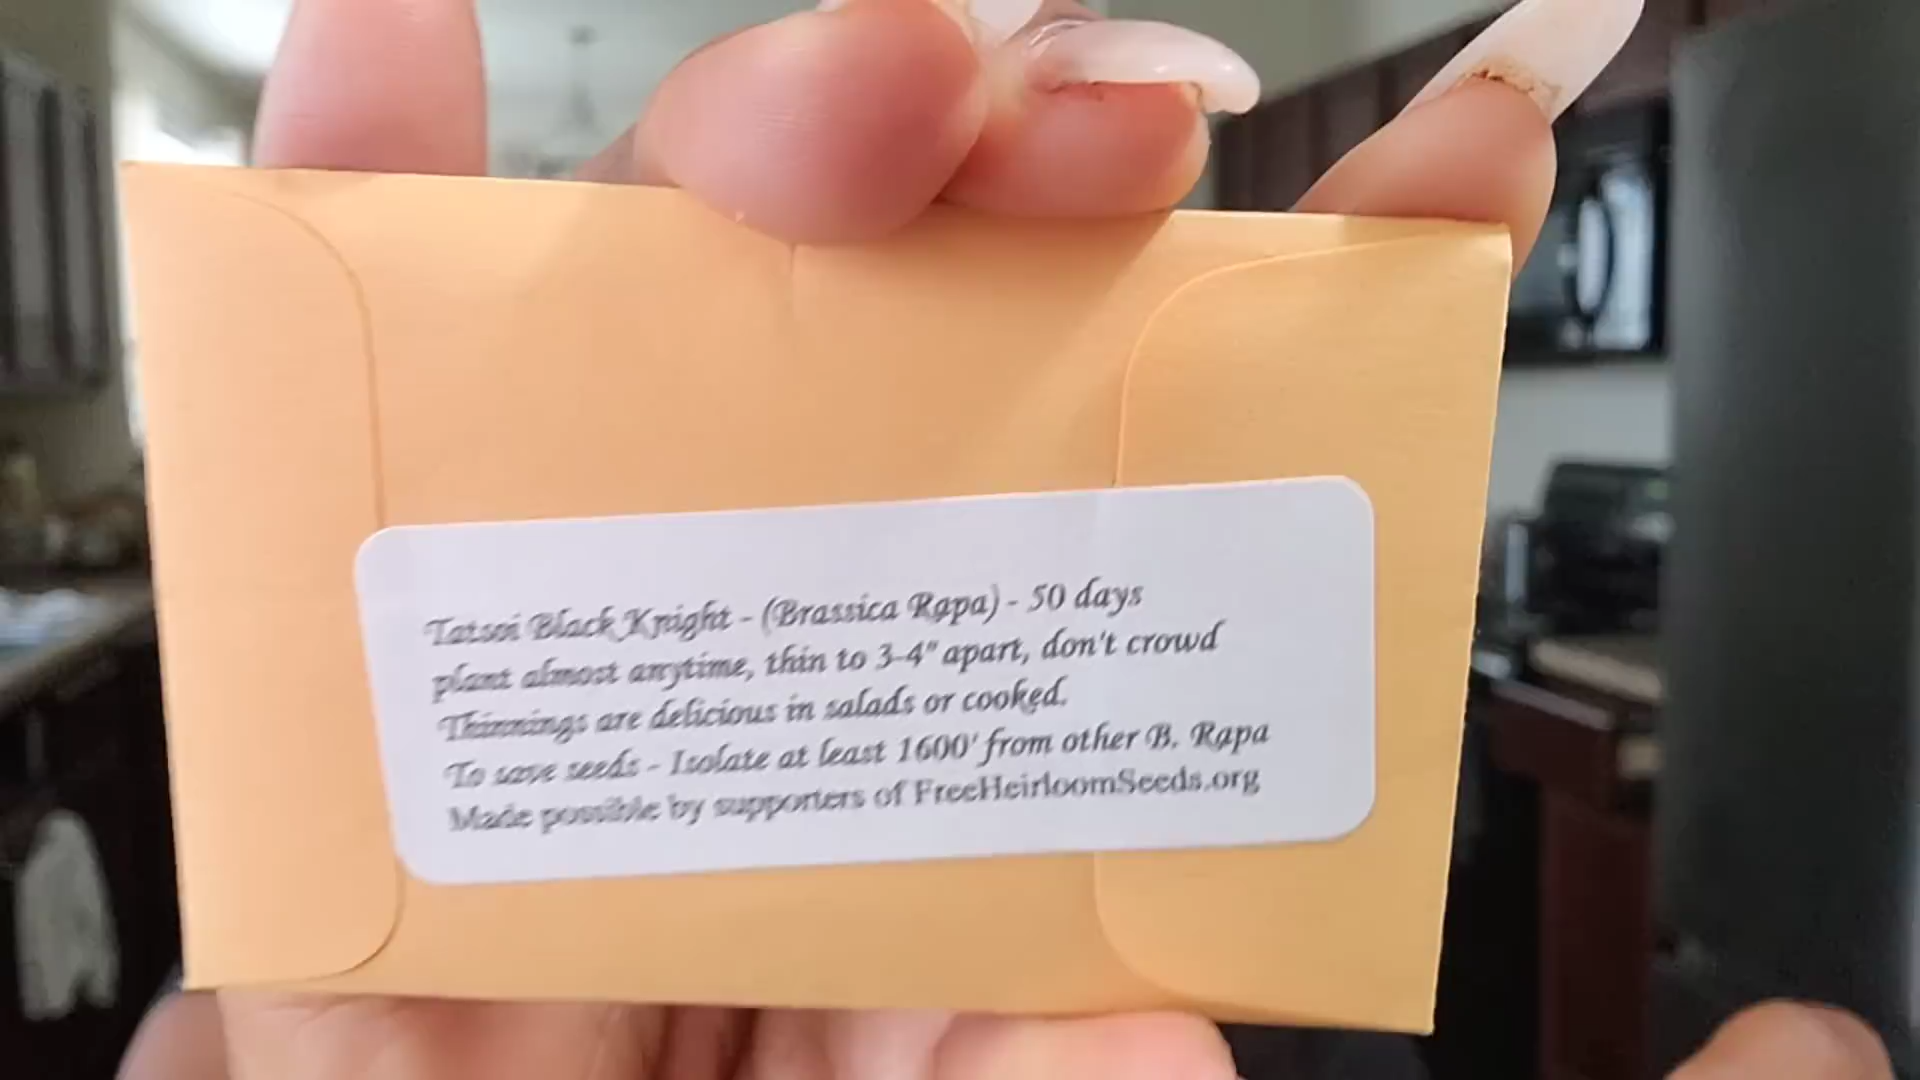 Tatsoi Black Knight - (Brassica Rapa) - 50 days
plant almost anytime, thin to 3-4" apart, don't crowd
Thinnings are delicious in salads or cooked.
To save seeds - Isolate at least 1600' from other B. Rapa
Made possible by supporters of FreeHeirloomSeeds.org